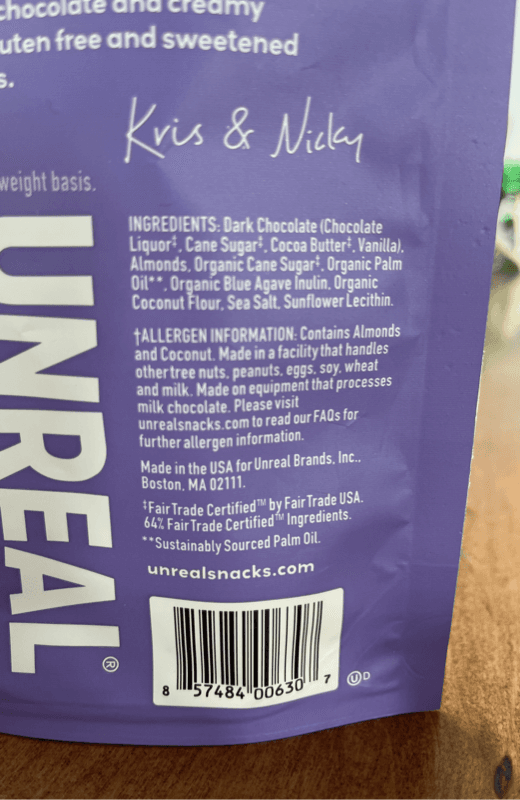 chocolate and creamy
uten free and sweetened
s.
Kris & Nicky
weight basis.
UNREAL®
INGREDIENTS: Dark Chocolate (Chocolate
Liquor‡, Cane Sugar‡, Cocoa Butter‡, Vanilla),
Almonds, Organic Cane Sugar‡, Organic Palm
Oil**, Organic Blue Agave Inulin, Organic
Coconut Flour, Sea Salt, Sunflower Lecithin.
†ALLERGEN INFORMATION: Contains Almonds
and Coconut. Made in a facility that handles
other tree nuts, peanuts, eggs, soy, wheat
and milk. Made on equipment that processes
milk chocolate. Please visit
unrealsnacks.com to read our FAQs for
further allergen information.
Made in the USA for Unreal Brands, Inc.,
Boston, MA 02111.
‡Fair Trade Certified™ by Fair Trade USA.
64% Fair Trade Certified™ Ingredients.
**Sustainably Sourced Palm Oil.
unrealsnacks.com
8 57484 00630 7 Ⓤ D